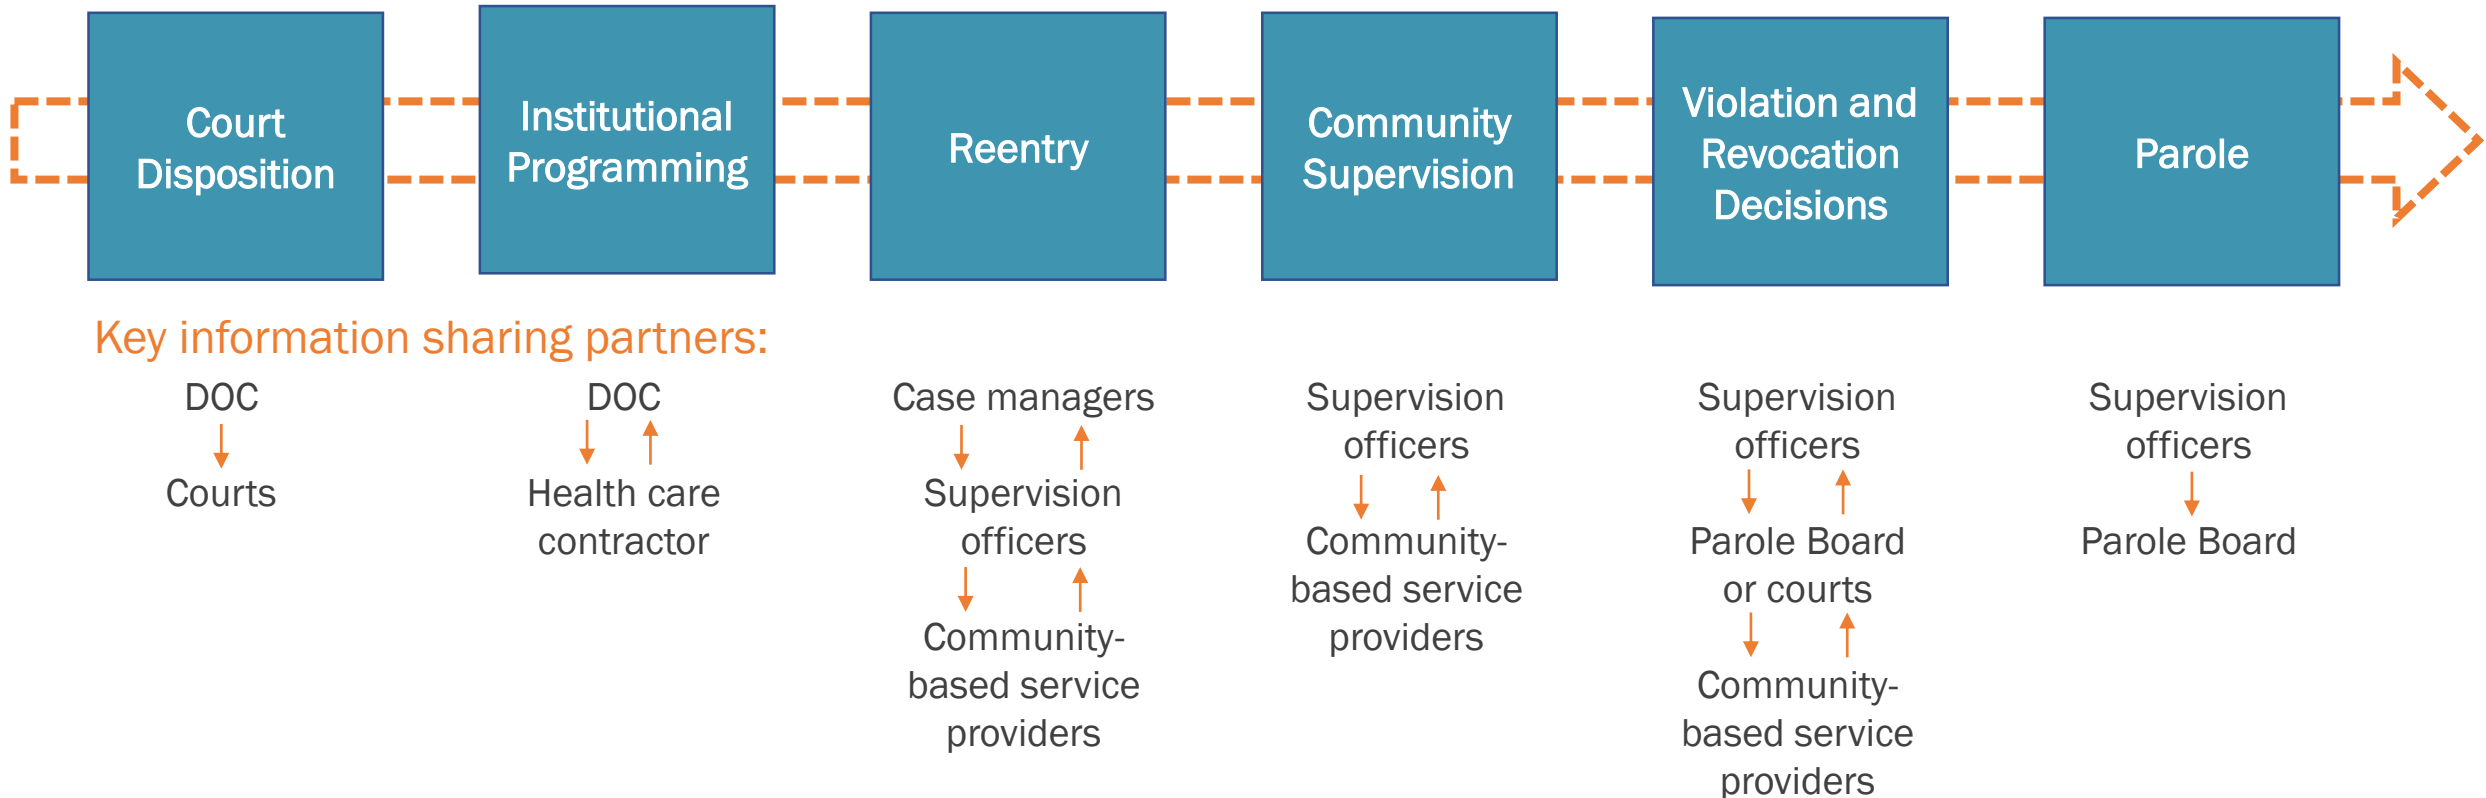 Court
Disposition
Institutional
Programming
Reentry
Community
Supervision
Violation and
Revocation
Decisions
Parole
Key information sharing partners:
DOC
Courts
DOC
Health care
contractor
Case managers
Supervision
officers
Community-
based service
providers
Supervision
officers
Community-
based service
providers
Supervision
officers
Parole Board
or courts
Community-
based service
providers
Supervision
officers
Parole Board